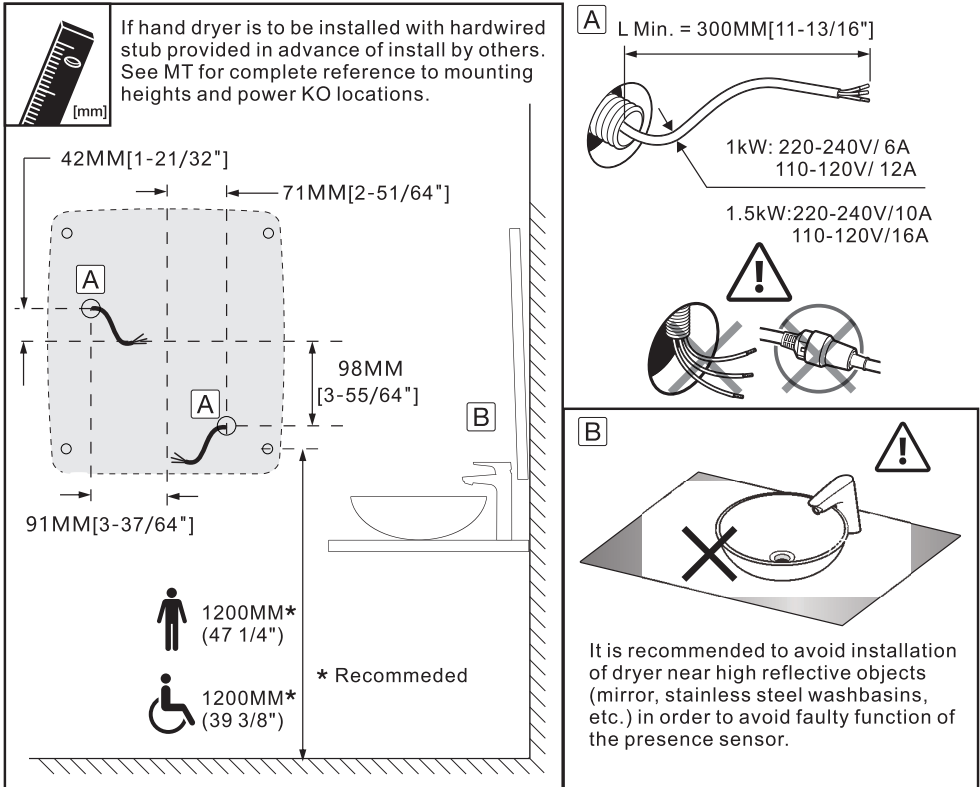 If hand dryer is to be installed with hardwired
stub provided in advance of install by others.
See MT for complete reference to mounting
heights and power KO locations.
[mm]
0
42MM[1-21/32"]
71MM[2-51/64"]
A
98MM
[3-55/64"]
A
B
91MM[3-37/64"]
1200MM*
(47 1/4")
* Recommeded
1200MM*
(39 3/8")
A
L Min. = 300MM[11-13/16"]
1kW: 220-240V/ 6A
110-120V/ 12A
1.5kW:220-240V/10A
110-120V/16A
!
B
!
It is recommended to avoid installation
of dryer near high reflective objects
(mirror, stainless steel washbasins,
etc.) in order to avoid faulty function of
the presence sensor.